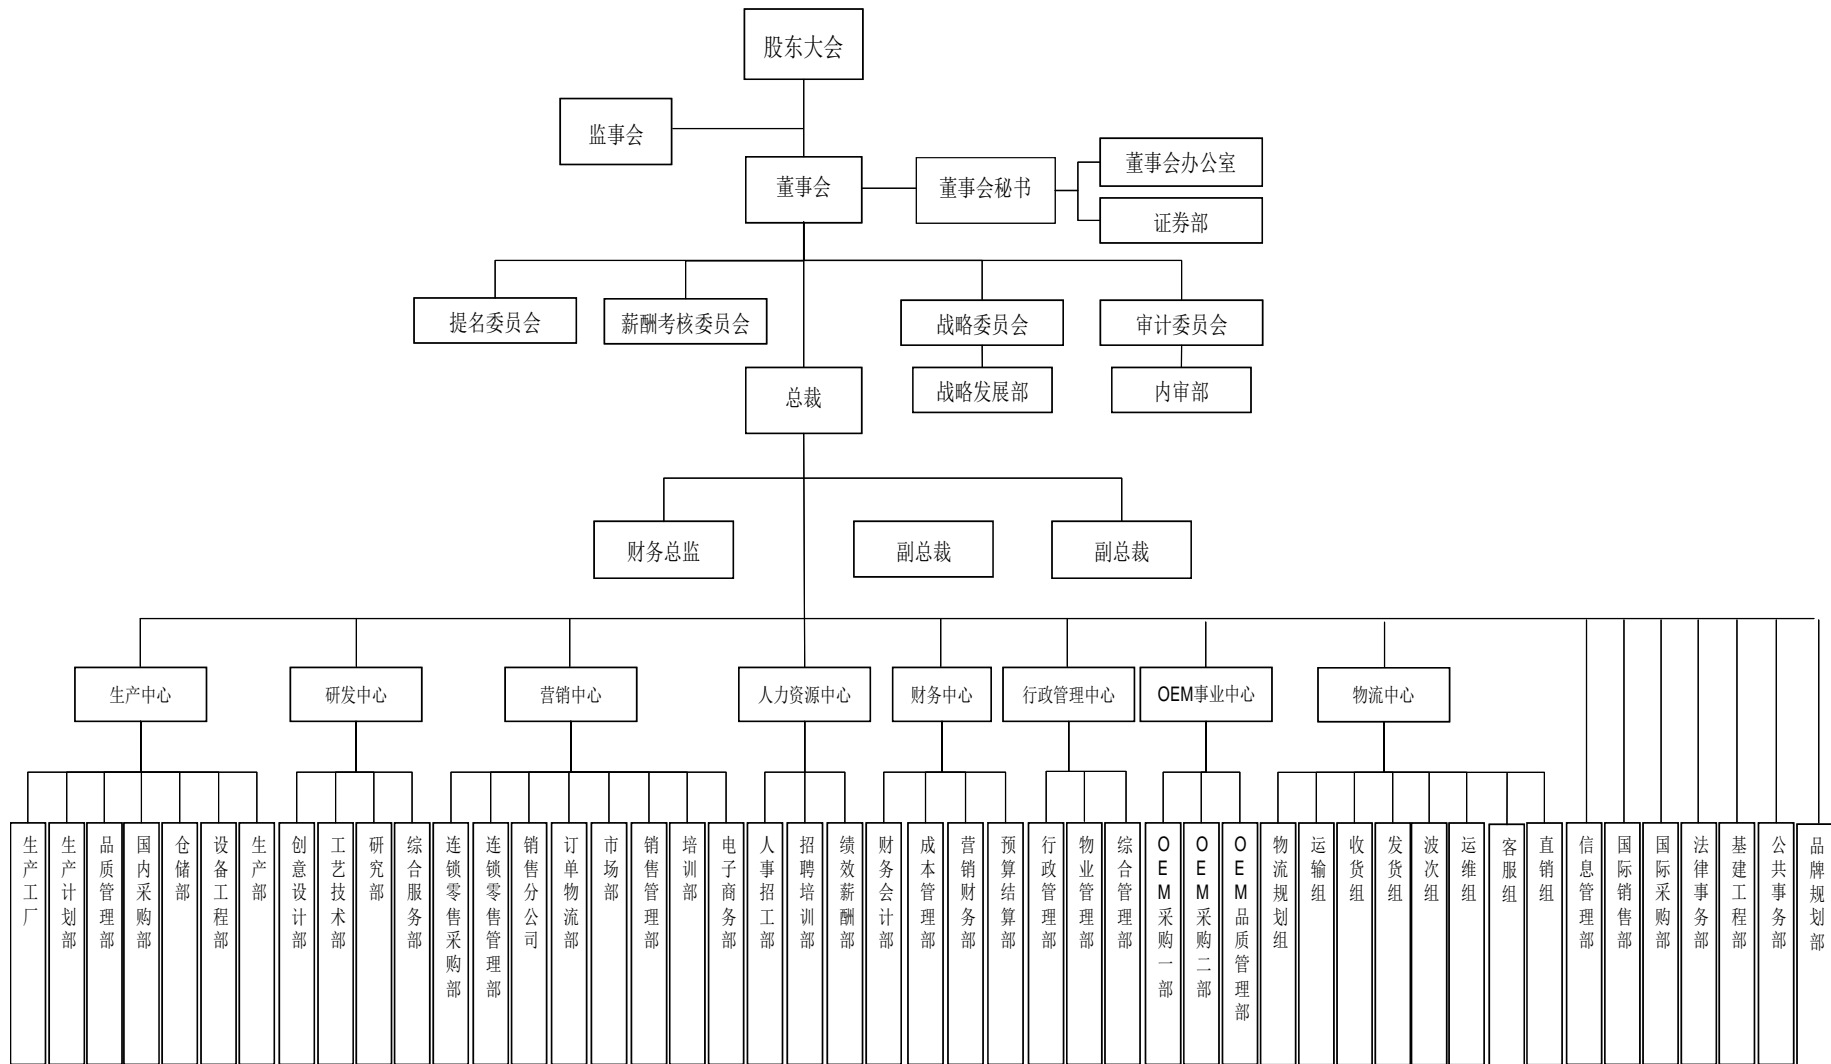 股东大会
监事会
董事会
董事会秘书
董事会办公室
证券部
提名委员会
薪酬考核委员会
战略委员会
审计委员会
总裁
战略发展部
内审部
财务总监
副总裁
副总裁
生产中心
研发中心
营销中心
人力资源中心
财务中心
行政管理中心
OEM事业中心
物流中心
生产工厂
生产计划部
品质管理部
国内采购部
仓储部
设备工程部
生产部
创意设计部
工艺技术部
研究部
综合服务部
连锁零售采购部
连锁零售管理部
销售分公司
订单物流部
市场部
销售管理部
培训部
电子商务部
人事招工部
招聘培训部
绩效薪酬部
财务会计部
成本管理部
营销财务部
预算结算部
行政管理部
物业管理部
综合管理部
OEM采购一部
OEM采购二部
OEM品质管理部
物流规划组
运输组
收货组
发货组
波次组
运维组
客服组
直销组
信息管理部
国际销售部
国际采购部
法律事务部
基建工程部
公共事务部
品牌规划部